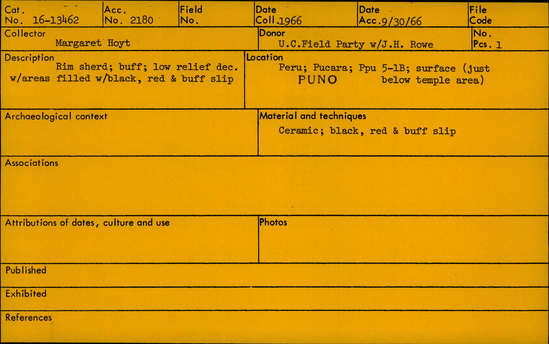 Cat. No. 16-13462 Acc. No. 2180 Field No. Date Coll. 1966 Date Acc. 9/30/66 File Code
Collector Margaret Hoyt Donor U.C.Field Party w/J.H. Rowe No. Pcs. 1
Description Rim sherd; buff; low relief dec.
w/areas filled w/black, red & buff slip
Location Peru; Pucara; Ppu 5-1B; surface (just
PUNO below temple area)
Archaeological context
Material and techniques
Ceramic; black, red & buff slip
Associations
Attributions of dates, culture and use
Photos
Published
Exhibited
References